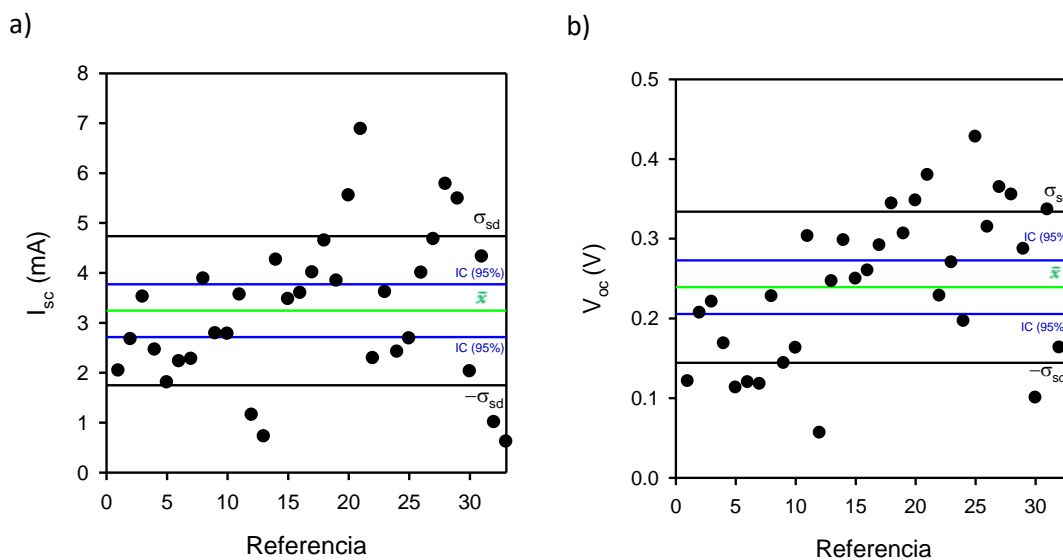 a)
I_sc (mA)
8
7
6
5
4
3
2
1
0
σ_sd
IC (95%)
x̄
IC (95%)
−σ_sd
0 5 10 15 20 25 30
Referencia
b)
V_oc (V)
0.5
0.4
0.3
0.2
0.1
0.0
σ_s
IC (95%
x̄
IC (95%
−σ_sd
0 5 10 15 20 25 30
Referencia